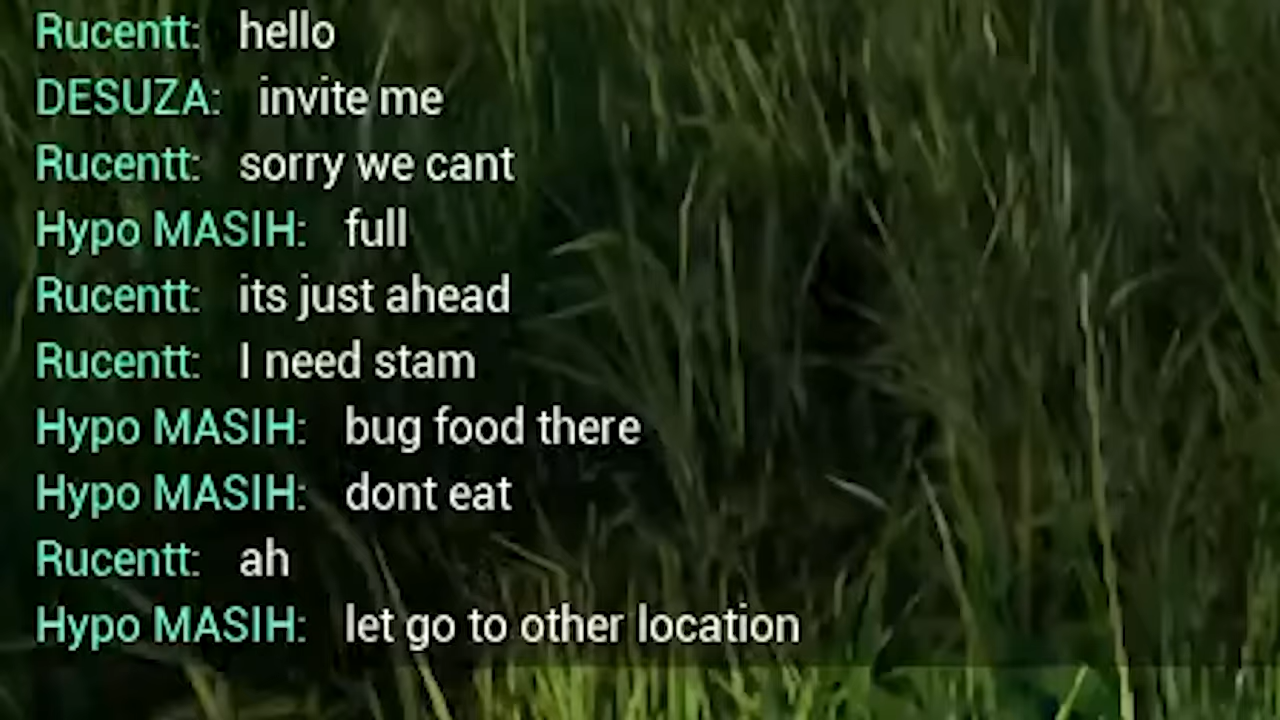 Rucentt: hello
DESUZA: invite me
Rucentt: sorry we cant
Hypo MASIH: full
Rucentt: its just ahead
Rucentt: I need stam
Hypo MASIH: bug food there
Hypo MASIH: dont eat
Rucentt: ah
Hypo MASIH: let go to other location